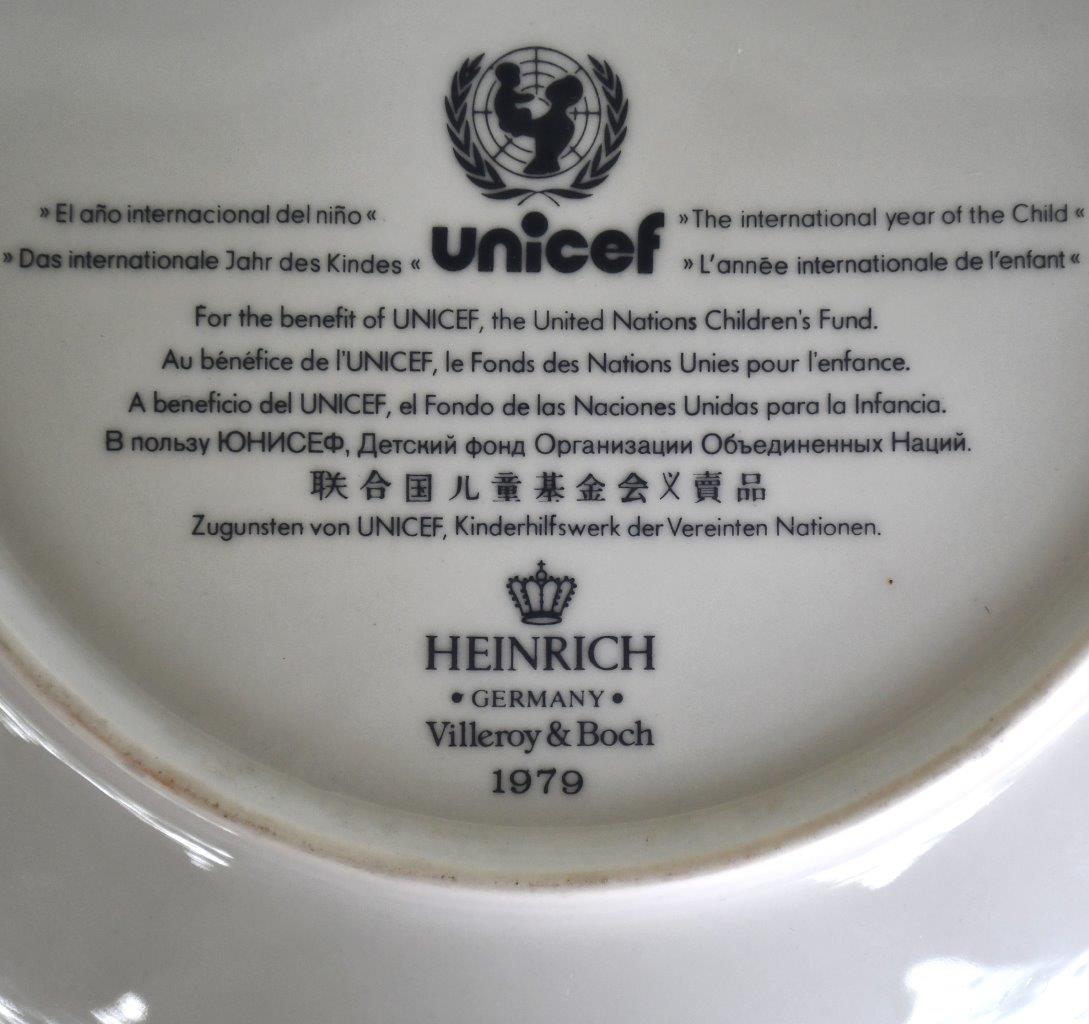 » El año internacional del niño «
» Das internationale Jahr des Kindes «
unicef
» The international year of the Child «
» L'année internationale de l'enfant «
For the benefit of UNICEF, the United Nations Children's Fund.
Au bénéfice de l'UNICEF, le Fonds des Nations Unies pour l'enfance.
A beneficio del UNICEF, el Fondo de las Naciones Unidas para la Infancia.
В пользу ЮНИСЕФ, Детский фонд Организации Объединенных Наций.
联合国儿童基金会义賣品
Zugunsten von UNICEF, Kinderhilfswerk der Vereinten Nationen.
HEINRICH
• GERMANY •
Villeroy & Boch
1979